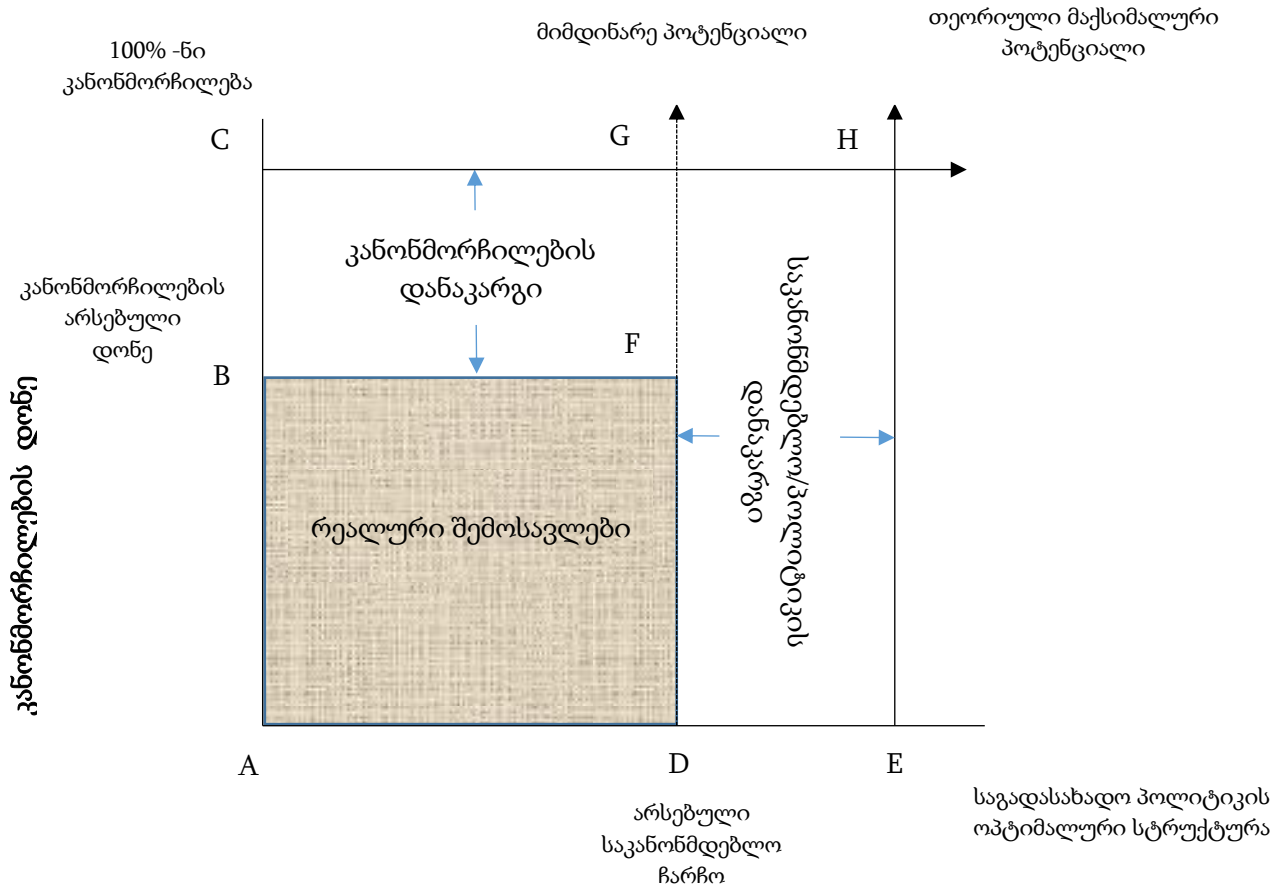 100% -ნი
კანონმორჩილება
მიმდინარე პოტენციალი
თეორიული მაქსიმალური
პოტენციალი
C
G
H
კანონმორჩილების
დანაკარგი
კანონმორჩილების
არსებული
დონე
B
F
კანონმორჩილების დონე
საკანონმდებლო/პოლიტიკის
დანაკარგი
რეალური შემოსავლები
A
D
E
არსებული
საკანონმდებლო
ჩარჩო
საგადასახადო პოლიტიკის
ოპტიმალური სტრუქტურა